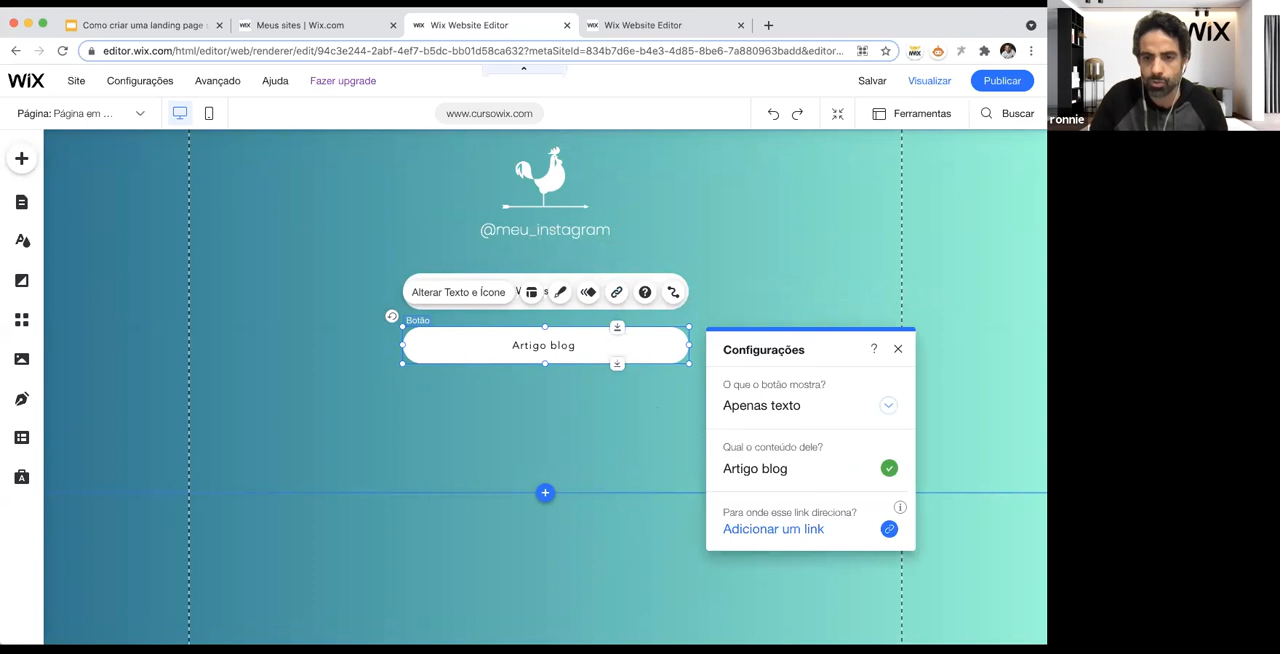 Como criar uma landing page
Meus sites | Wix.com
Wix Website Editor
Wix Website Editor
editor.wix.com/html/editor/web/renderer/edit/94c3e244-2abf-4ef7-b5dc-bb01d58ca632?metaSiteId=834b7d6e-b4e3-4d85-8be6-7a880963badd&editor...
WiX
Site
Configurações
Avançado
Ajuda
Fazer upgrade
Salvar
Visualizar
Publicar
Página: Página em ...
www.cursowix.com
Ferramentas
Buscar
WiX
ronnie
@meu_instagram
Alterar Texto e Ícone
Botão
Artigo blog
Configurações
?
O que o botão mostra?
Apenas texto
Qual o conteúdo dele?
Artigo blog
Para onde esse link direciona?
Adicionar um link